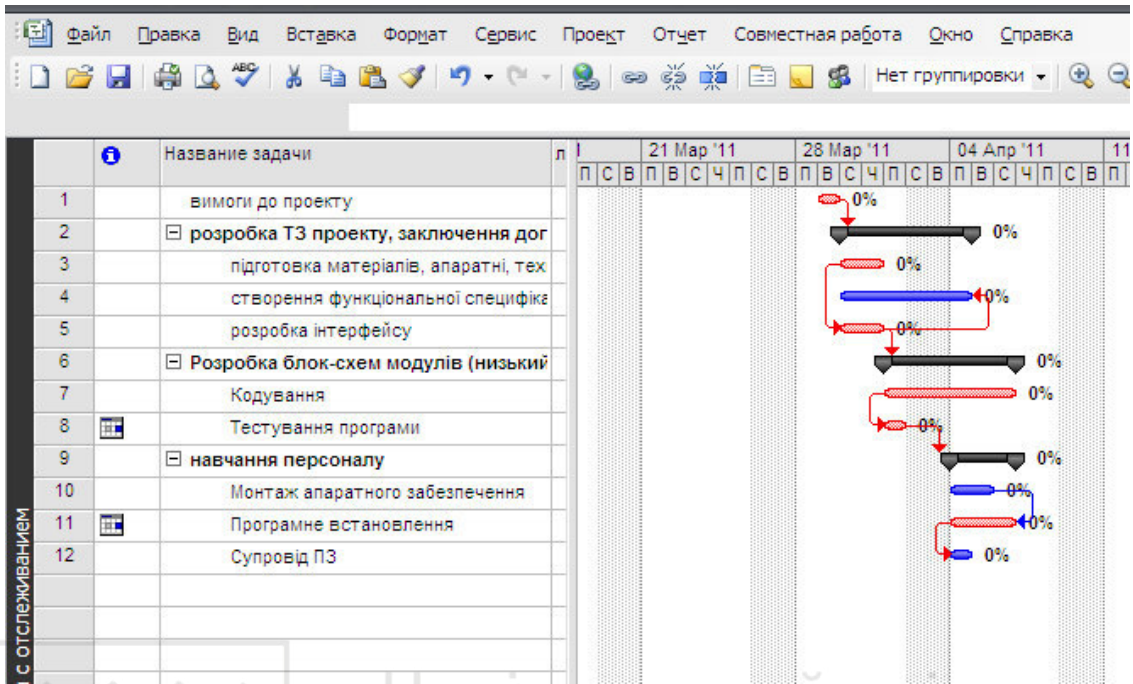 Файл Правка Вид Вставка Формат Сервис Проект Отчет Совместная работа Окно Справка
ABC Нет группировки
Название задачи л 21 Мар '11 28 Мар '11 04 Апр '11 11
П С В П В С Ч П С В П В С Ч П С В П В С Ч П С В П
1 вимоги до проекту 0%
2 розробка ТЗ проекту, заключення дог 0%
3 підготовка матеріалів, апаратні, тех 0%
4 створення функціональної специфіка 0%
5 розробка інтерфейсу 0%
6 Розробка блок-схем модулів (низький 0%
7 Кодування 0%
8 Тестування програми 0%
9 навчання персоналу 0%
10 Монтаж апаратного забезпечення 0%
11 Програмне встановлення 0%
12 Супровід ПЗ 0%
с отслеживанием